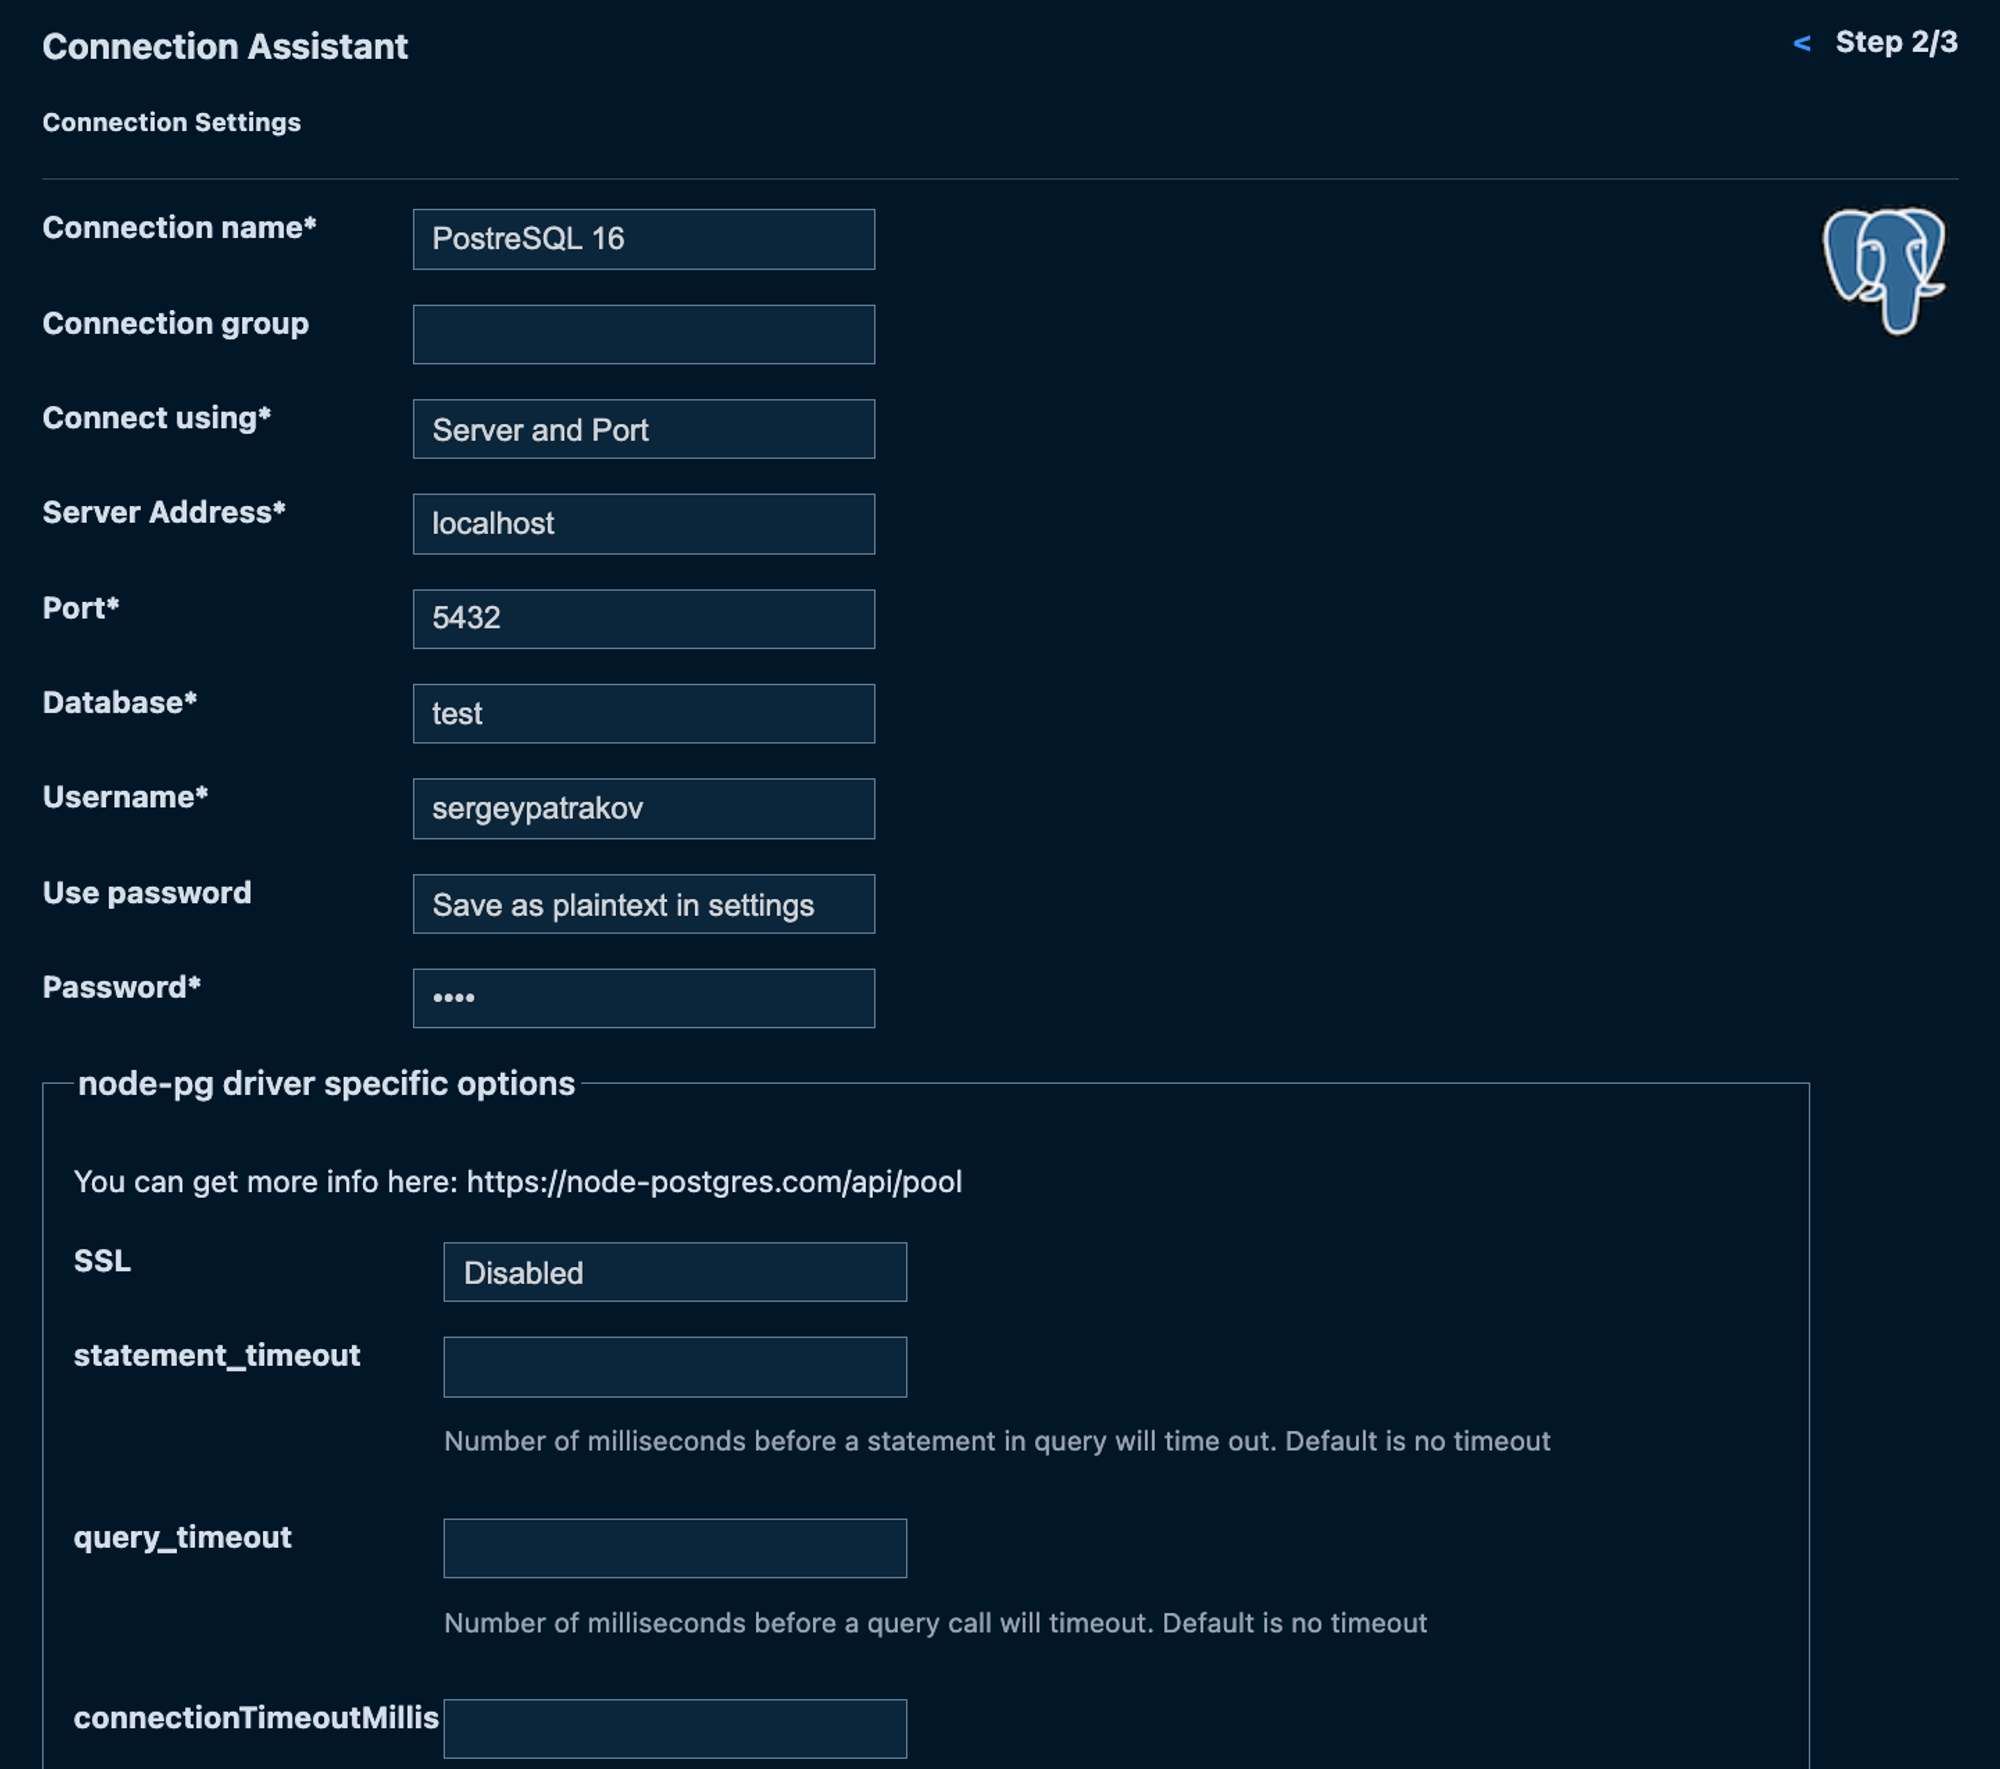 Connection Assistant
< Step 2/3
Connection Settings
Connection name* PostreSQL 16
Connection group
Connect using* Server and Port
Server Address* localhost
Port* 5432
Database* test
Username* sergeypatrakov
Use password Save as plaintext in settings
Password* ••••
node-pg driver specific options
You can get more info here: https://node-postgres.com/api/pool
SSL Disabled
statement_timeout
Number of milliseconds before a statement in query will time out. Default is no timeout
query_timeout
Number of milliseconds before a query call will timeout. Default is no timeout
connectionTimeoutMillis